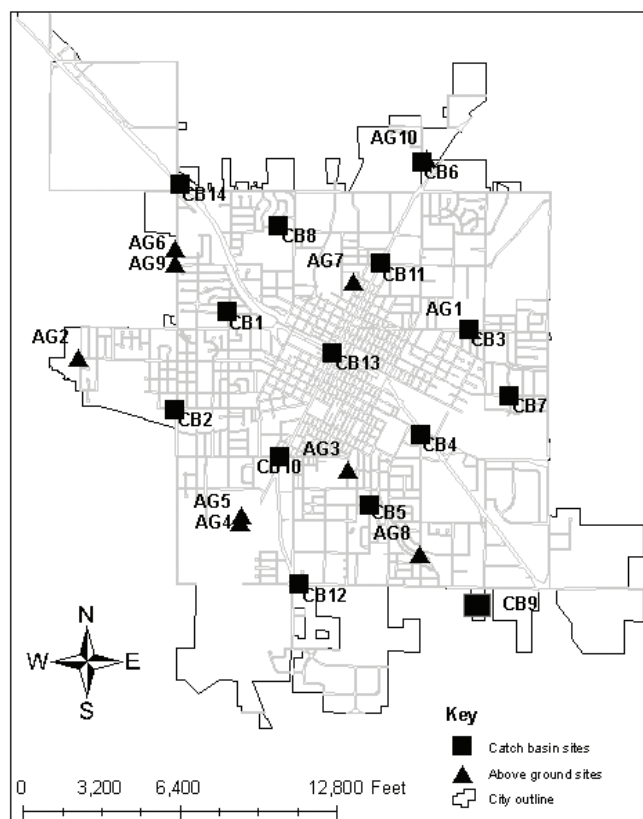 AG10
CB6
CB14
CB8
AG6
AG9
AG7
CB11
CB1
AG1
CB3
AG2
CB13
CB7
CB2
CB4
AG3
CB10
AG5
AG4
CB5
AG8
CB12
CB9
N
W E
S
Key
Catch basin sites
Above ground sites
City outline
0 3,200 6,400 12,800 Feet